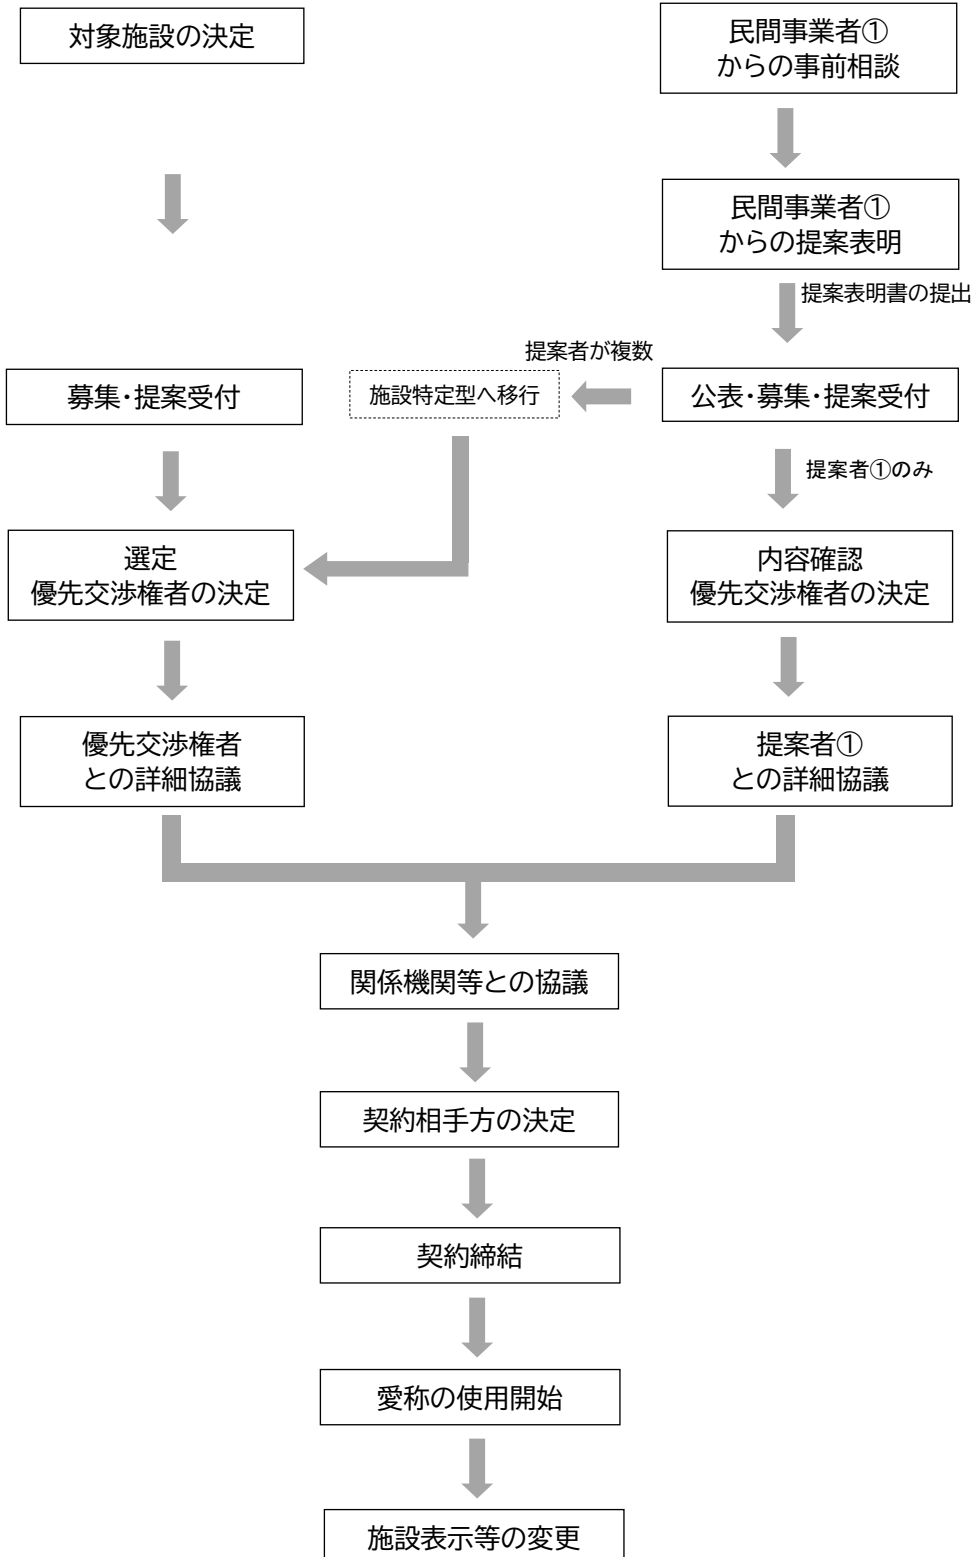 対象施設の決定
民間事業者①
からの事前相談
民間事業者①
からの提案表明
提案表明書の提出
提案者が複数
募集・提案受付
施設特定型へ移行
公表・募集・提案受付
提案者①のみ
選定
優先交渉権者の決定
内容確認
優先交渉権者の決定
優先交渉権者
との詳細協議
提案者①
との詳細協議
関係機関等との協議
契約相手方の決定
契約締結
愛称の使用開始
施設表示等の変更